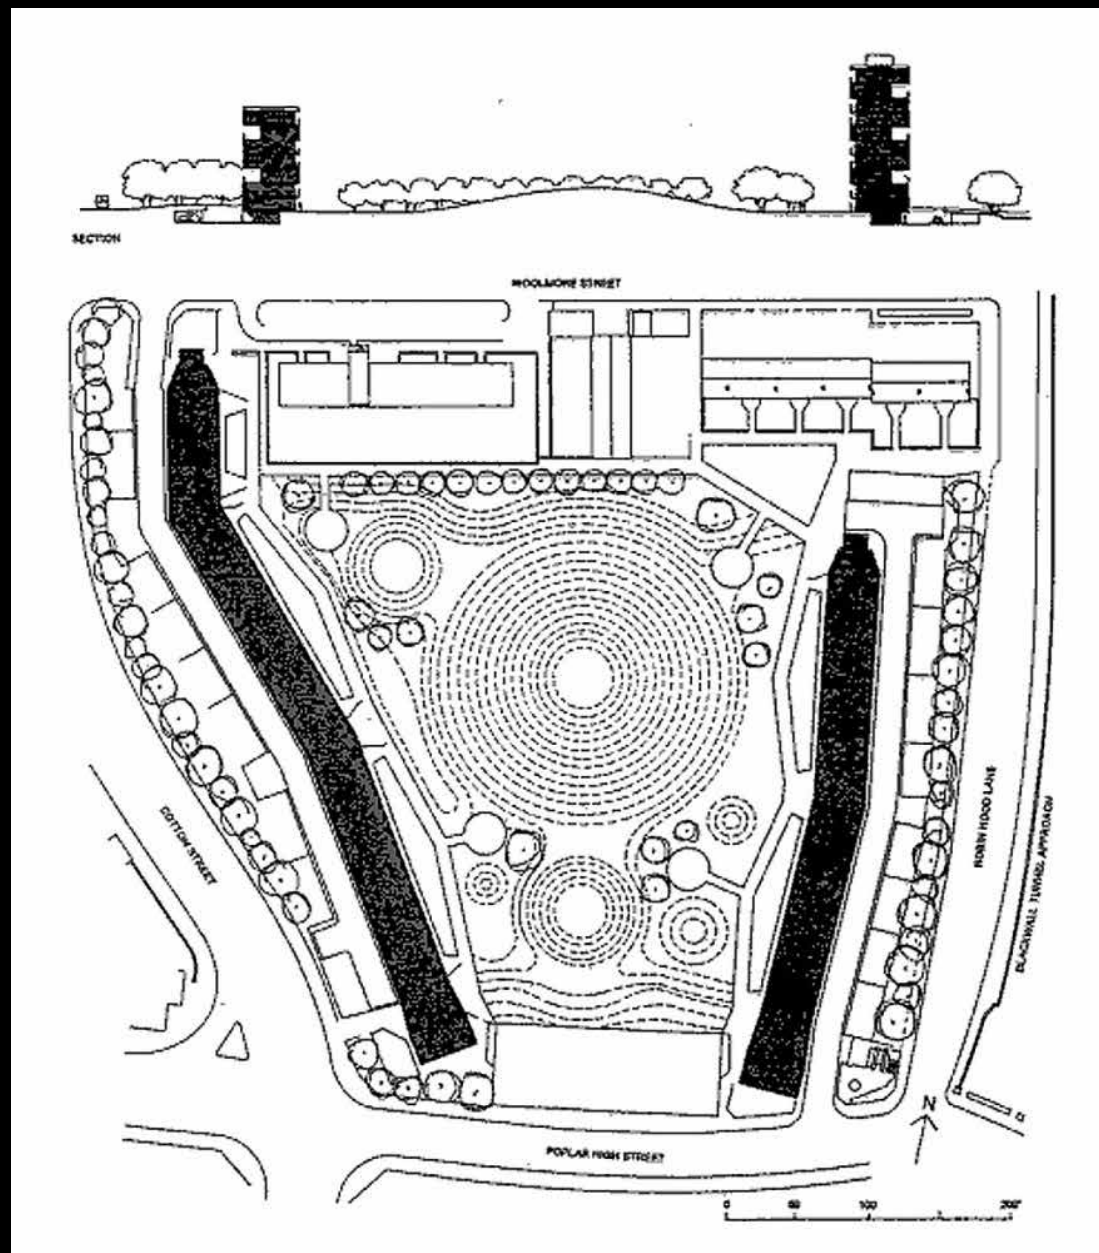 SECTION
WOOLMORE STREET
COTTON STREET
ROBIN HOOD LANE
BLACKWALL TUNNEL APPROACH
N
POPLAR HIGH STREET
0 50 100 200'